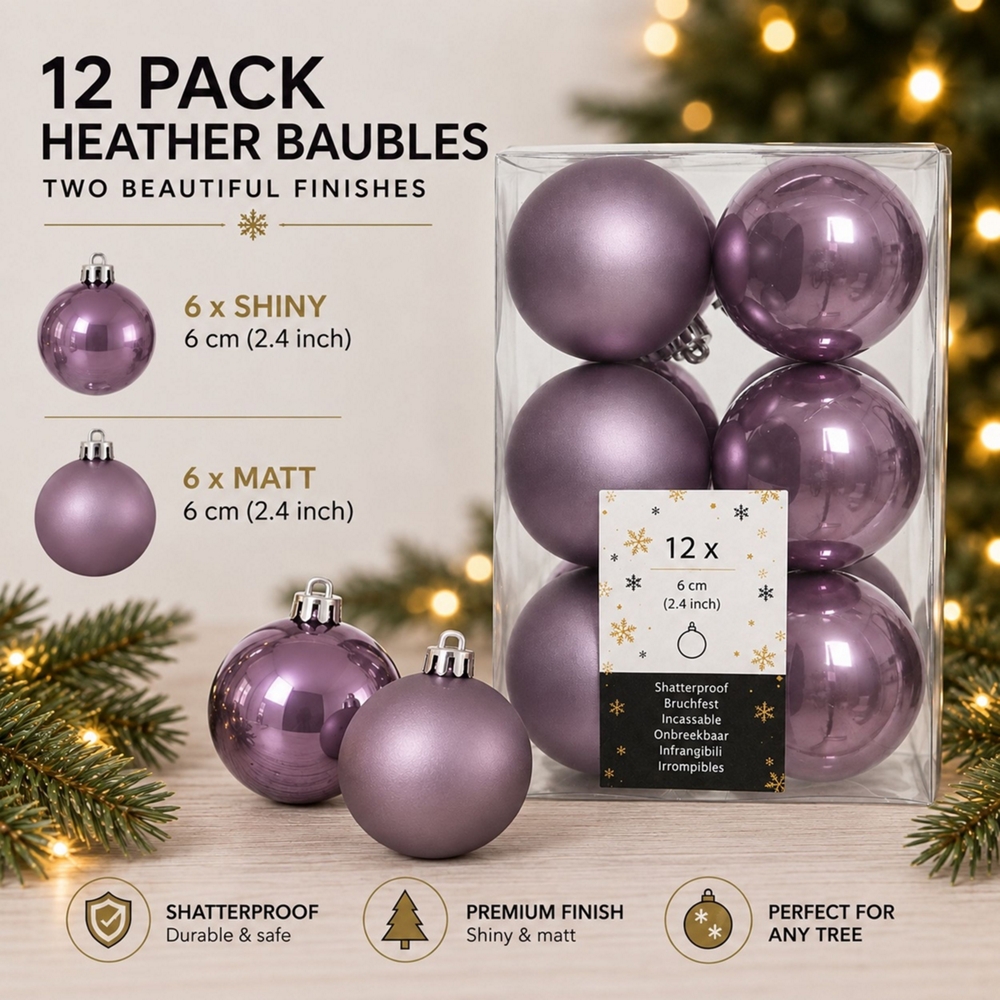 12 PACK
HEATHER BAUBLES
TWO BEAUTIFUL FINISHES
6 x SHINY
6 cm (2.4 inch)
6 x MATT
6 cm (2.4 inch)
12 x
6 cm
(2.4 inch)
Shatterproof
Bruchfest
Incassable
Onbreekbaar
Infrangibili
Irrompibles
SHATTERPROOF
Durable & safe
PREMIUM FINISH
Shiny & matt
PERFECT FOR
ANY TREE